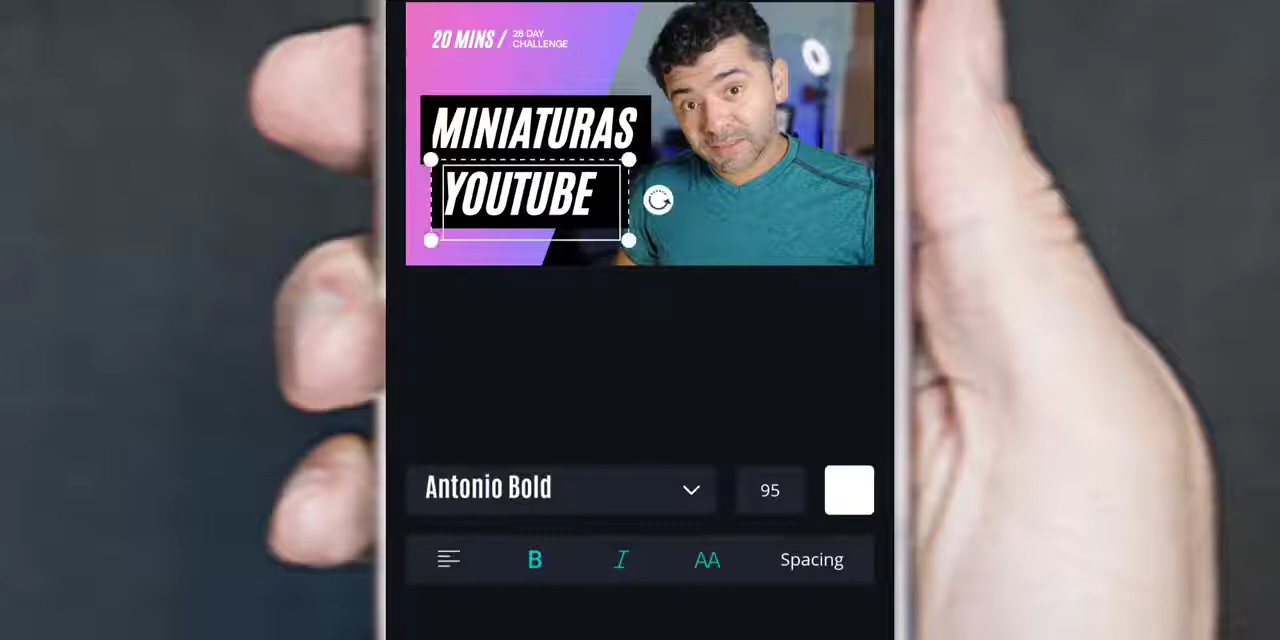 20 MINS / 28 DAY
CHALLENGE
MINIATURAS
YOUTUBE
Antonio Bold
95
B I AA Spacing